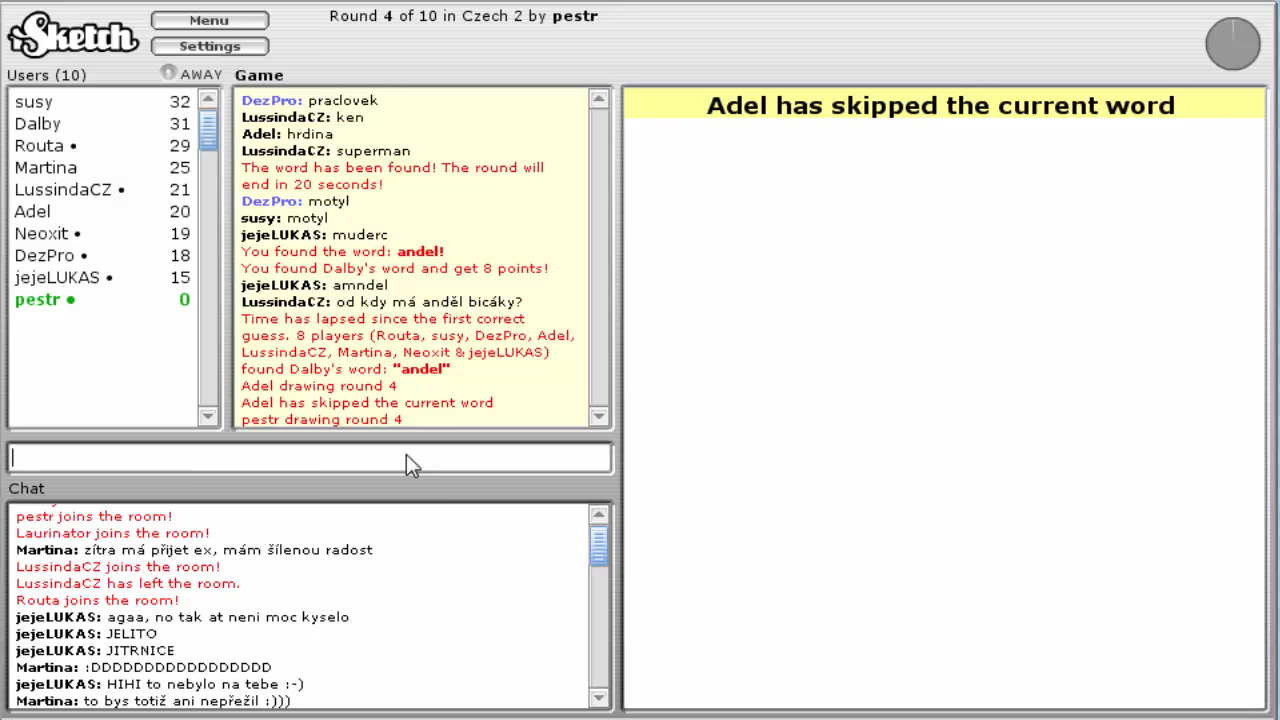 iSketch
Menu
Settings
Round 4 of 10 in Czech 2 by pestr
Users (10)
AWAY
susy 32
Dalby 31
Routa • 29
Martina 25
LussindaCZ • 21
Adel 20
Neoxit • 19
DezPro • 18
jejeLUKAS • 15
pestr • 0
Game
DezPro: praclovek
LussindaCZ: ken
Adel: hrdina
LussindaCZ: superman
The word has been found! The round will
end in 20 seconds!
DezPro: motyl
susy: motyl
jejeLUKAS: muderc
You found the word: andel!
You found Dalby's word and get 8 points!
jejeLUKAS: amndel
LussindaCZ: od kdy má anděl bicáky?
Time has lapsed since the first correct
guess. 8 players (Routa, susy, DezPro, Adel,
LussindaCZ, Martina, Neoxit & jejeLUKAS)
found Dalby's word: "andel"
Adel drawing round 4
Adel has skipped the current word
pestr drawing round 4
Adel has skipped the current word
Chat
pestr joins the room!
Laurinator joins the room!
Martina: zítra má přijet ex, mám šílenou radost
LussindaCZ joins the room!
LussindaCZ has left the room.
Routa joins the room!
jejeLUKAS: agaa, no tak at neni moc kyselo
jejeLUKAS: JELITO
jejeLUKAS: JITRNICE
Martina: :DDDDDDDDDDDDDDDDD
jejeLUKAS: HIHI to nebylo na tebe :-)
Martina: to bys totiž ani nepřežil :)))